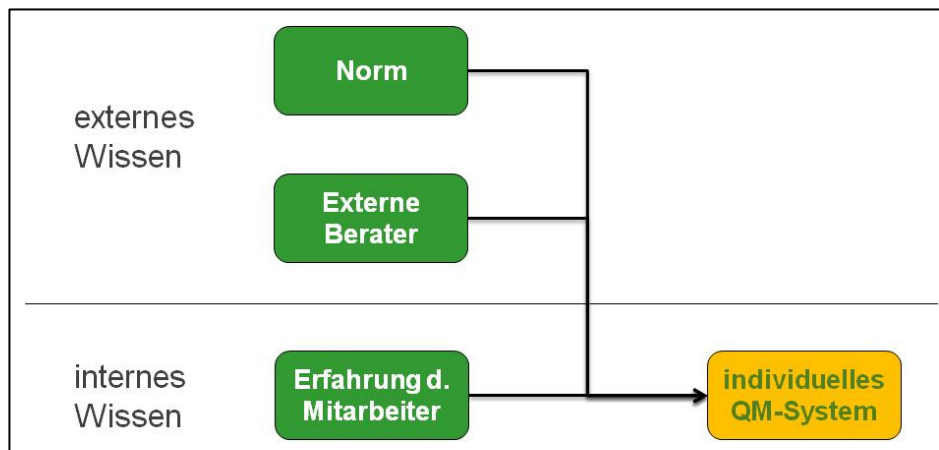 externes
Wissen
Norm
Externe
Berater
internes
Wissen
Erfahrung d.
Mitarbeiter
individuelles
QM-System